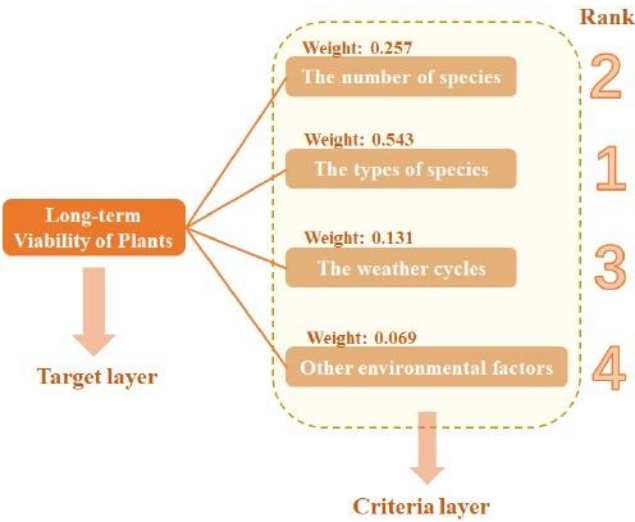 Rank
Weight: 0.257
The number of species
2
Weight: 0.543
The types of species
1
Long-term
Viability of Plants
Weight: 0.131
The weather cycles
3
Weight: 0.069
Other environmental factors
4
Target layer
Criteria layer